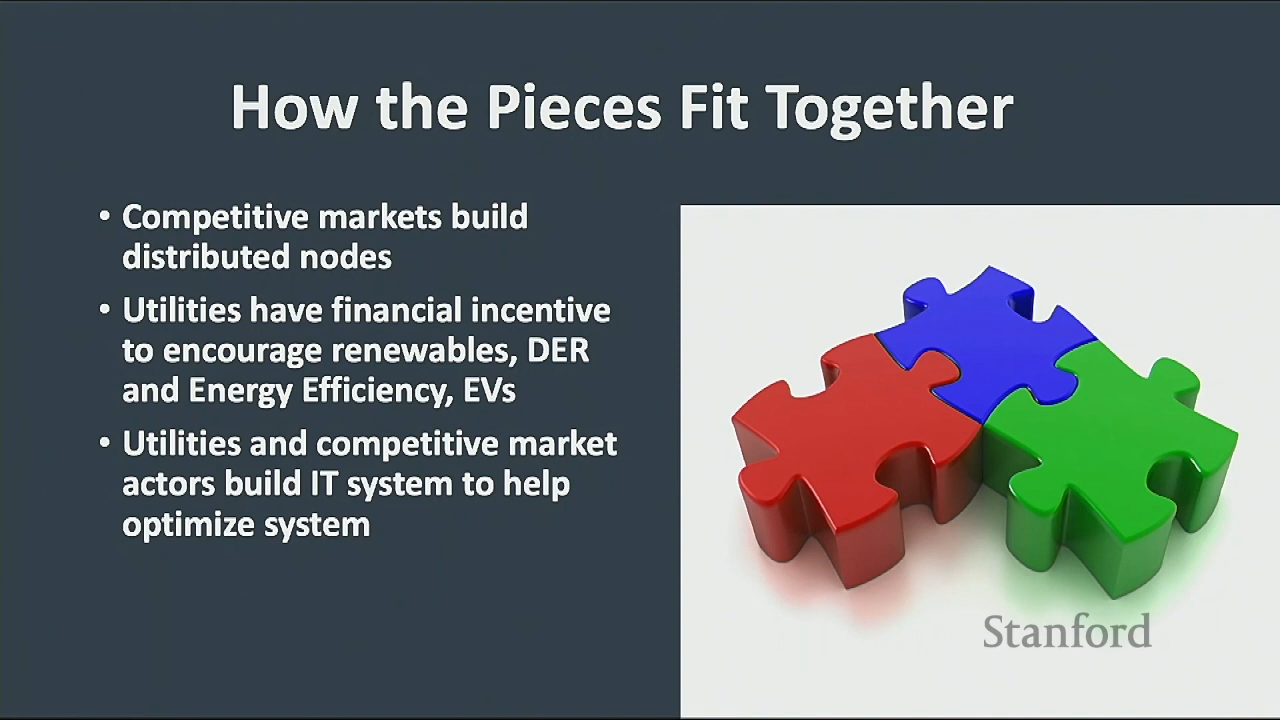 How the Pieces Fit Together
• Competitive markets build
distributed nodes
• Utilities have financial incentive
to encourage renewables, DER
and Energy Efficiency, EVs
• Utilities and competitive market
actors build IT system to help
optimize system
Stanford